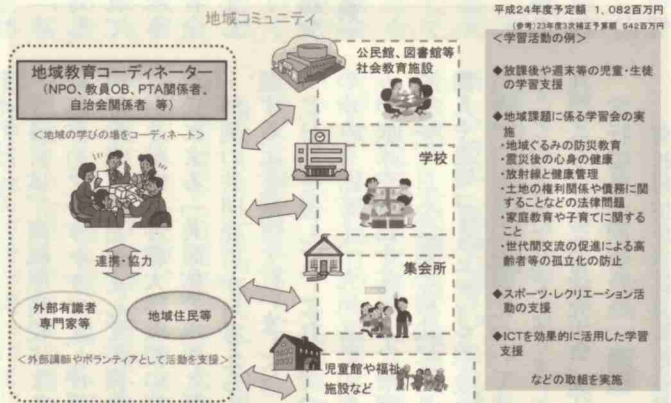 平成24年度予定額 1,082百万円
(参考)23年度3次補正予算額 542百万円
地域コミュニティ
地域教育コーディネーター
(NPO、教員OB、PTA関係者、
自治会関係者 等)
<地域の学びの場をコーディネート>
連携・協力
外部有識者
専門家等
地域住民等
<外部講師やボランティアとして活動を支援>
公民館、図書館等
社会教育施設
学校
集会所
児童館や福祉
施設など
<学習活動の例>
◆放課後や週末等の児童・生徒
の学習支援
◆地域課題に係る学習会の実
施
・地域ぐるみの防災教育
・震災後の心身の健康
・放射線と健康管理
・土地の権利関係や債務に関
することなどの法律問題
・家庭教育や子育てに関する
こと
・世代間交流の促進による高
齢者等の孤立化の防止
◆スポーツ・レクリエーション活
動の支援
◆ICTを効果的に活用した学習
支援
などの取組を実施